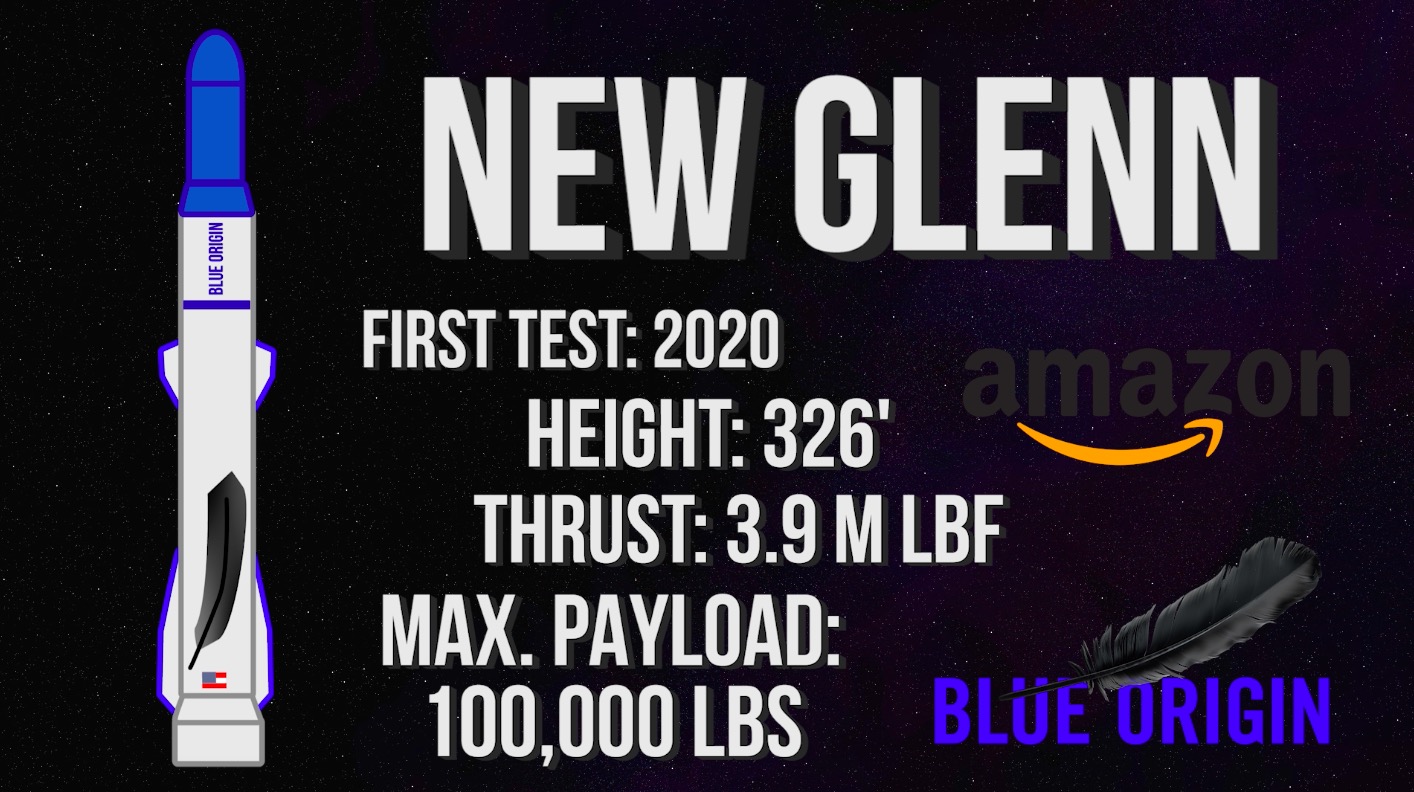 NEW GLENN
BLUE ORIGIN
FIRST TEST: 2020
HEIGHT: 326'
amazon
THRUST: 3.9 M LBF
MAX. PAYLOAD:
100,000 LBS
BLUE ORIGIN